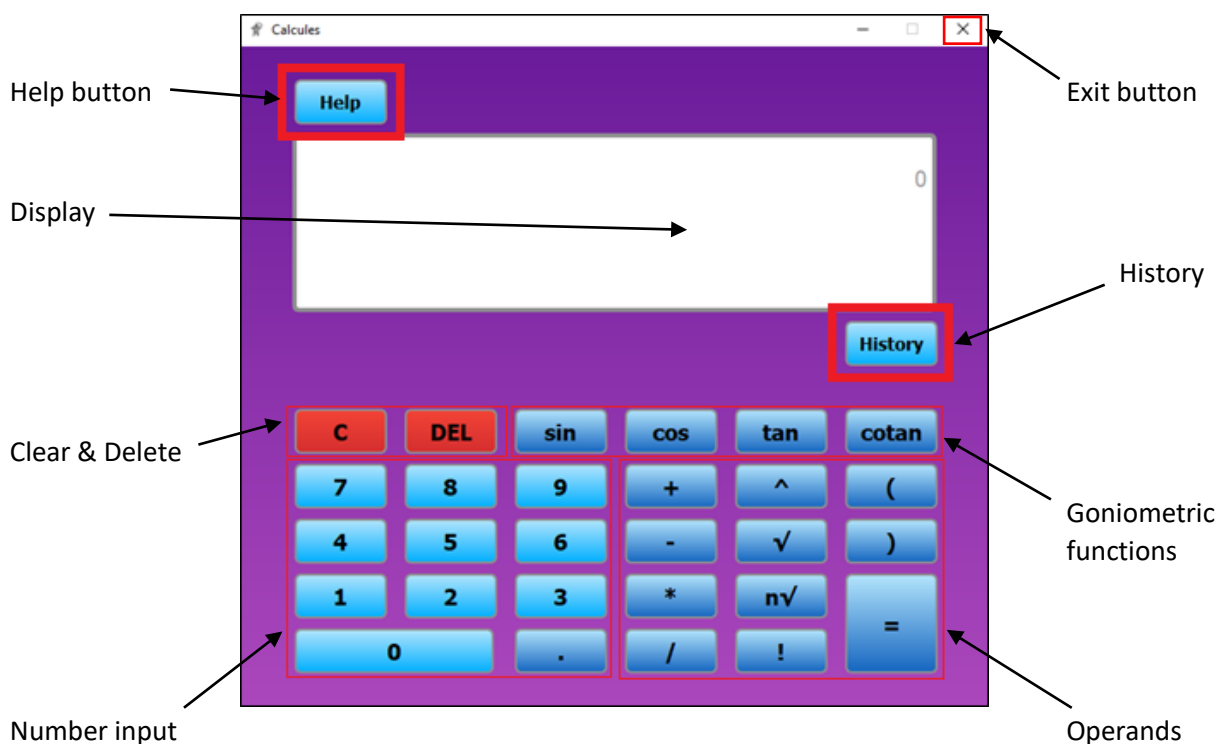 Calcules
Help button
Help
Exit button
0
Display
History
History
Clear & Delete
C DEL sin cos tan cotan
7 8 9 + ^ (
Goniometric
functions
4 5 6 - √ )
1 2 3 * n√
=
0 . / !
Number input
Operands